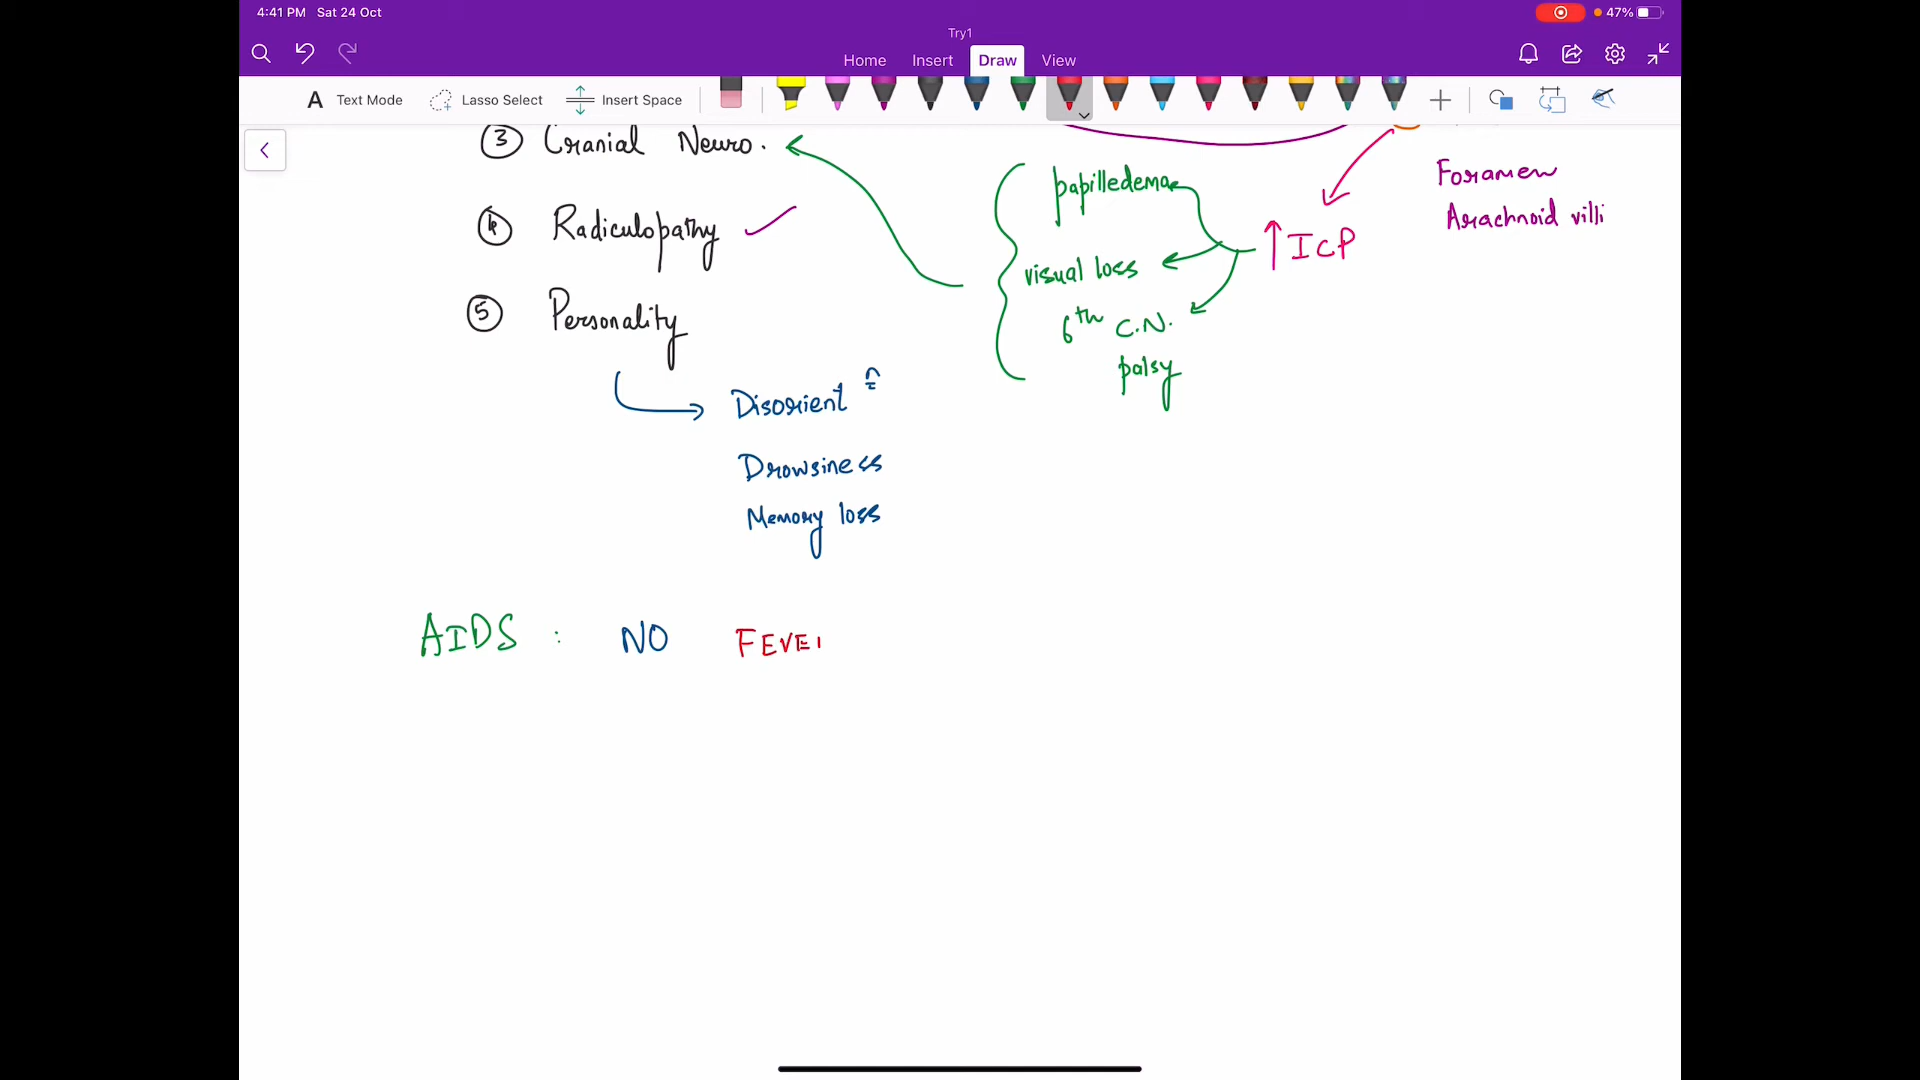 4:41 PM Sat 24 Oct
47%
Try1
Home Insert Draw View
A Text Mode Lasso Select Insert Space
③ Cranial Neuro.
④ Radiculopathy
⑤ Personality
Disorient
Drowsiness
Memory loss
papilledema
visual loss
6th C.N.
palsy
↑ ICP
Foramen
Arachnoid villi
AIDS : NO FEVE